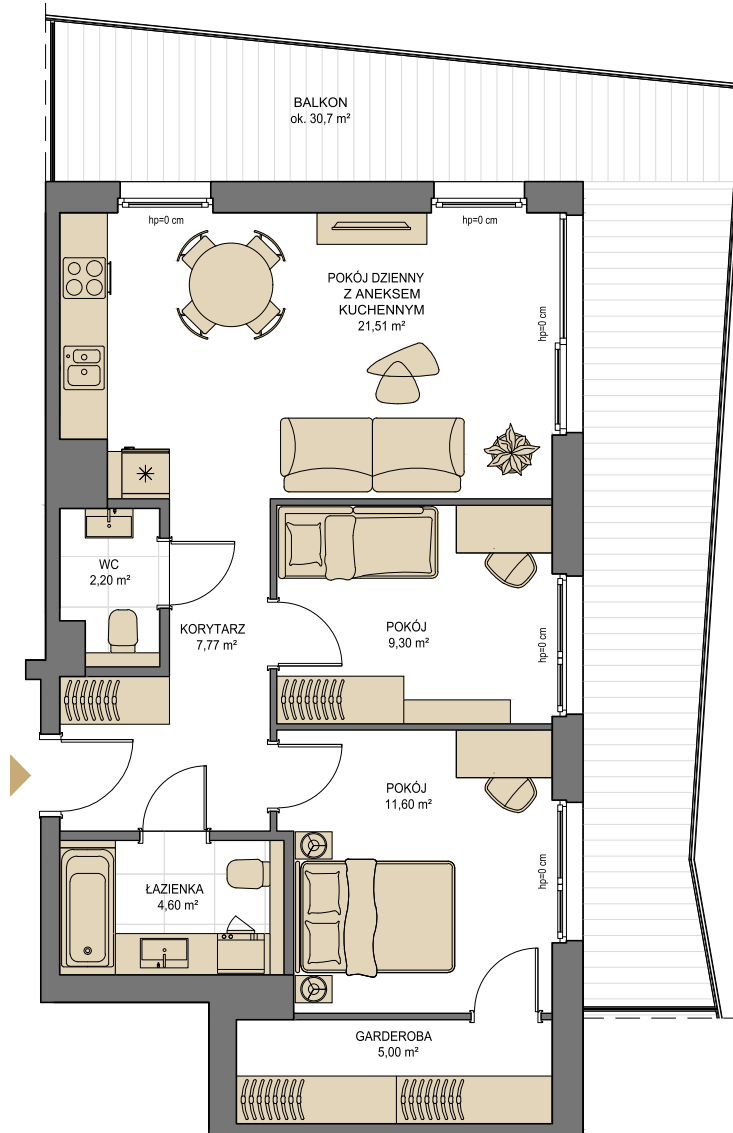 BALKON
ok. 30,7 m²
hp=0 cm
hp=0 cm
POKÓJ DZIENNY
Z ANEKSEM
KUCHENNYM
21,51 m²
hp=0 cm
WC
2,20 m²
KORYTARZ
7,77 m²
POKÓJ
9,30 m²
hp=0 cm
POKÓJ
11,60 m²
hp=0 cm
ŁAZIENKA
4,60 m²
GARDEROBA
5,00 m²